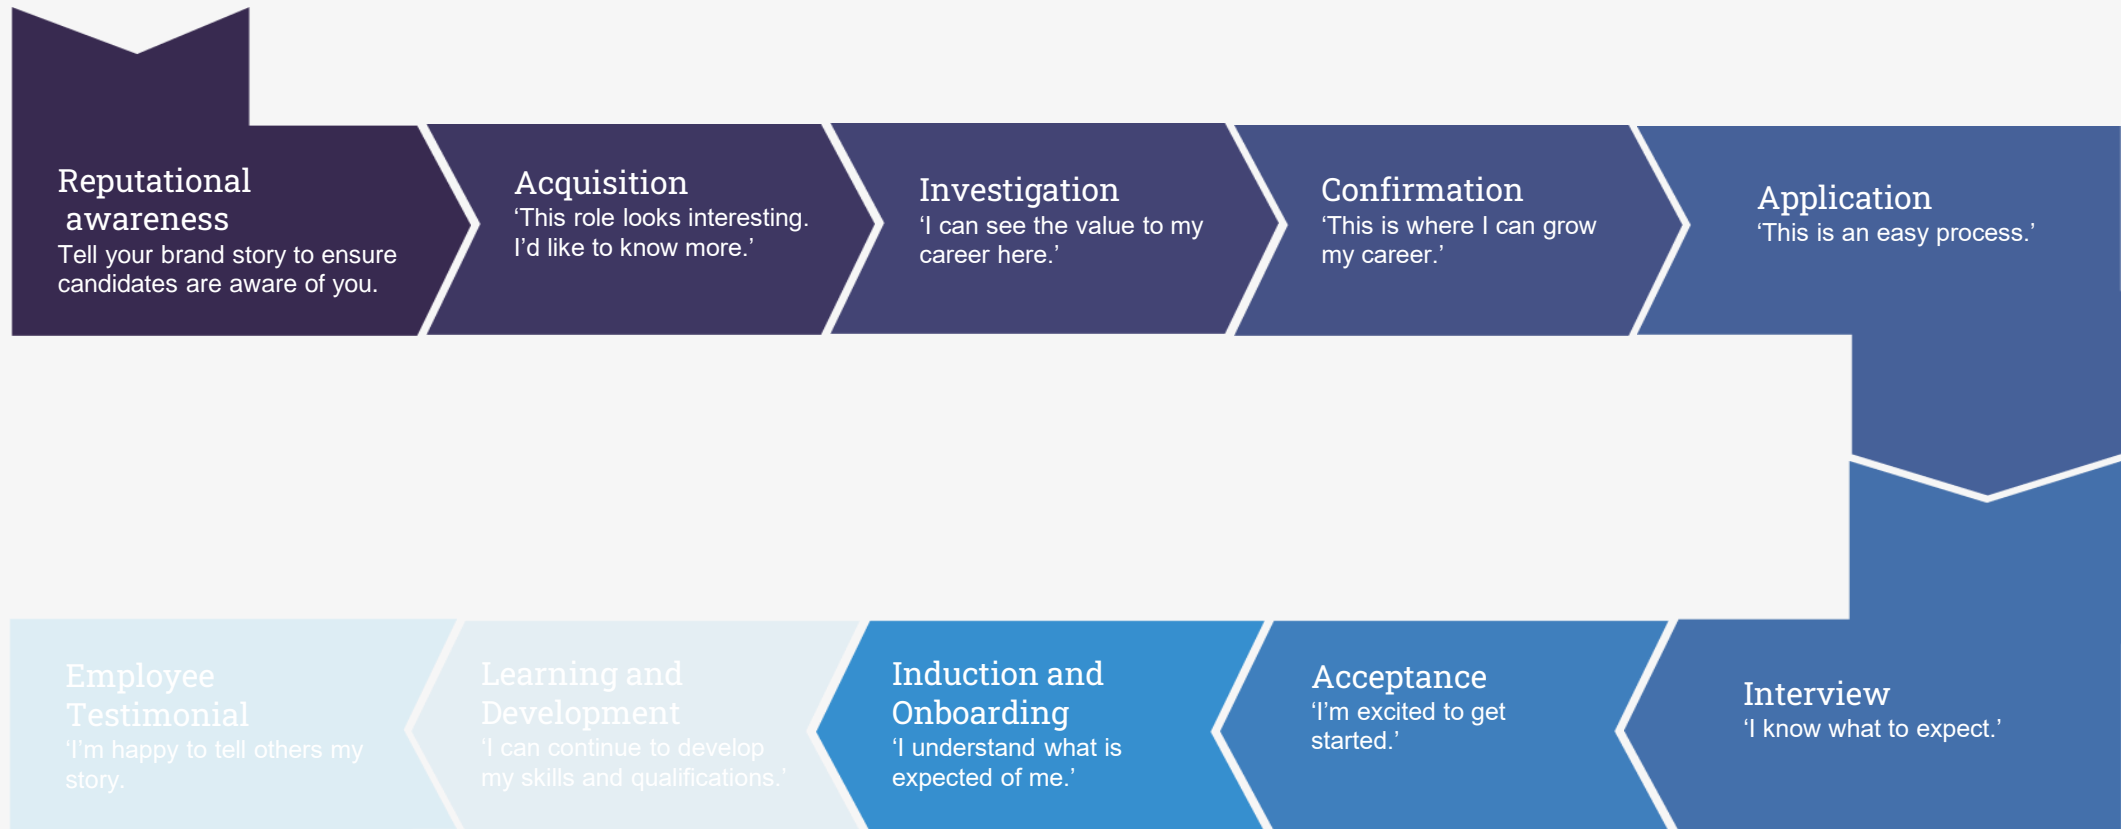 Reputational
awareness
Tell your brand story to ensure
candidates are aware of you.
Acquisition
‘This role looks interesting.
I’d like to know more.’
Investigation
‘I can see the value to my
career here.’
Confirmation
‘This is where I can grow
my career.’
Application
‘This is an easy process.’
Interview
‘I know what to expect.’
Acceptance
‘I’m excited to get
started.’
Induction and
Onboarding
‘I understand what is
expected of me.’
Learning and
Development
‘I can continue to develop
my skills and qualifications.’
Employee
Testimonial
‘I’m happy to tell others my
story.